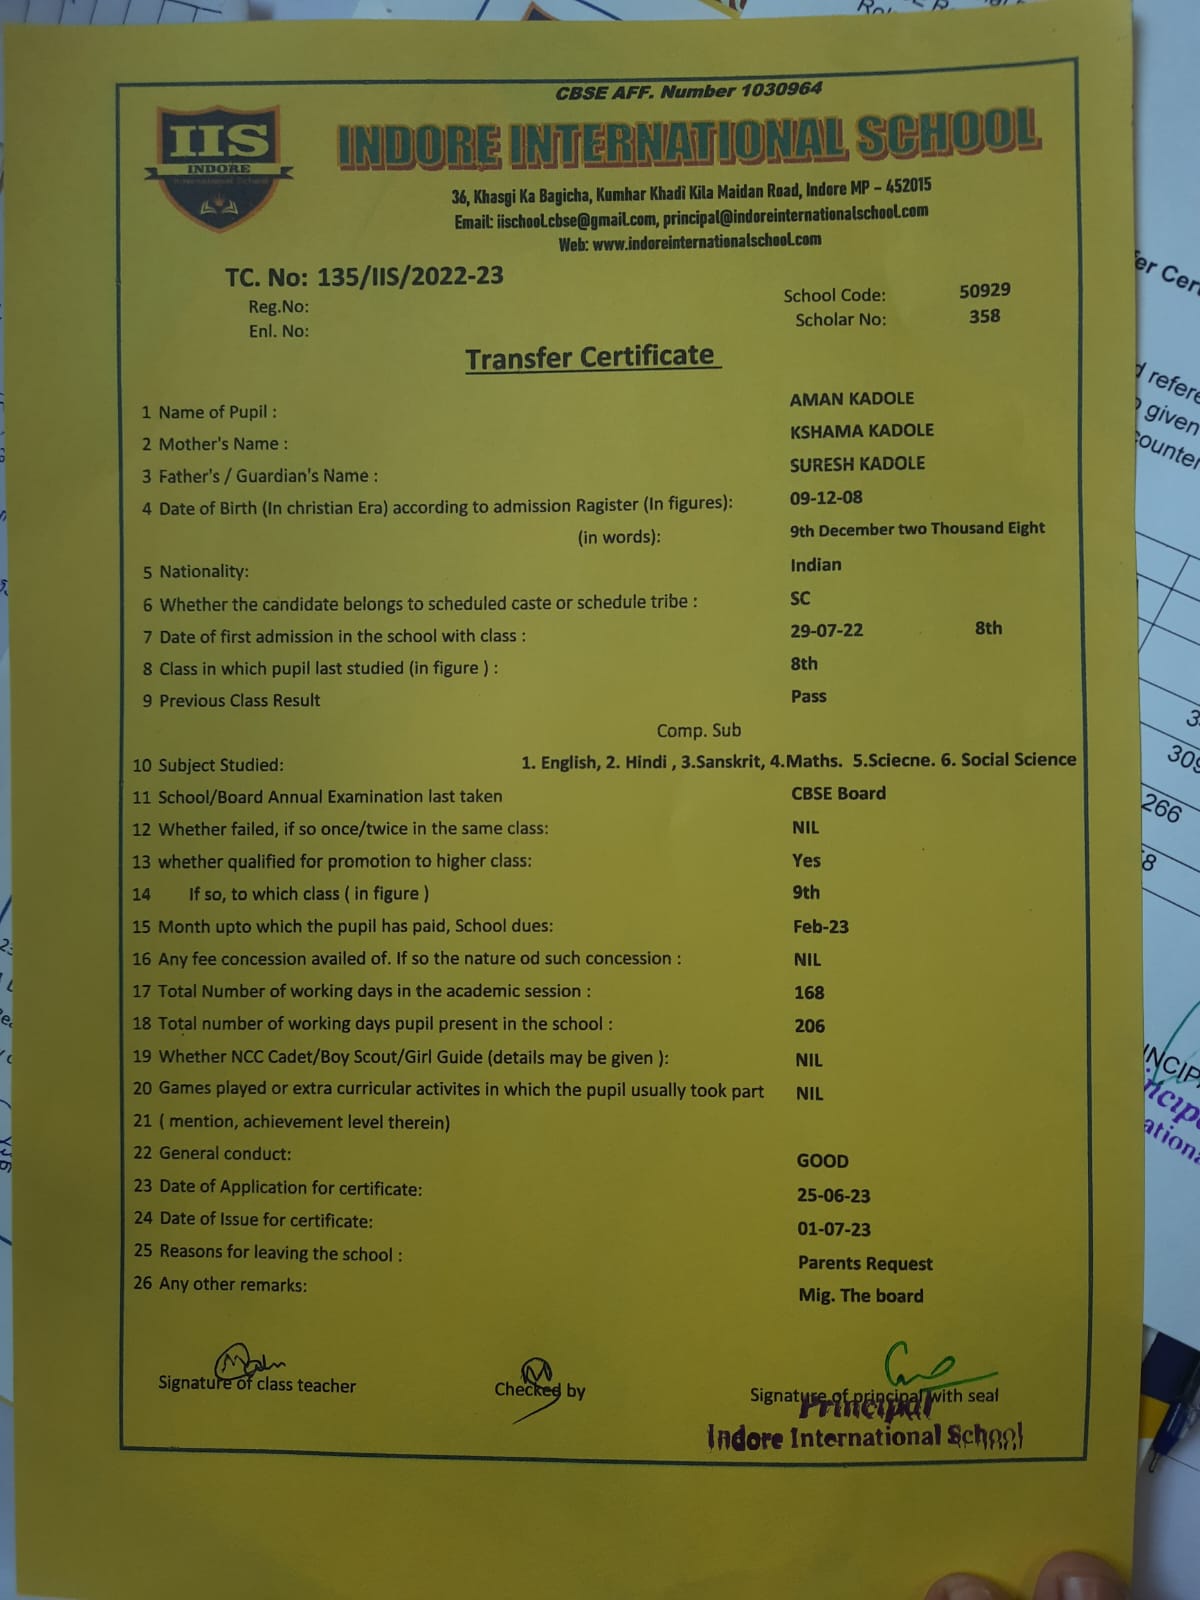 CBSE AFF. Number 1030964
IIS
INDORE
International School
INDORE INTERNATIONAL SCHOOL
36, Khasgi Ka Bagicha, Kumhar Khadi Kila Maidan Road, Indore MP – 452015
Email: iischool.cbse@gmail.com, principal@indoreinternationalschool.com
Web: www.indoreinternationalschool.com
TC. No: 135/IIS/2022-23
Reg.No:
School Code: 50929
Enl. No:
Scholar No: 358
Transfer Certificate
1 Name of Pupil : AMAN KADOLE
2 Mother's Name : KSHAMA KADOLE
3 Father's / Guardian's Name : SURESH KADOLE
4 Date of Birth (In christian Era) according to admission Ragister (In figures): 09-12-08
(in words): 9th December two Thousand Eight
5 Nationality: Indian
6 Whether the candidate belongs to scheduled caste or schedule tribe : SC
7 Date of first admission in the school with class : 29-07-22 8th
8 Class in which pupil last studied (in figure ) : 8th
9 Previous Class Result Pass
Comp. Sub
10 Subject Studied: 1. English, 2. Hindi , 3.Sanskrit, 4.Maths. 5.Sciecne. 6. Social Science
11 School/Board Annual Examination last taken CBSE Board
12 Whether failed, if so once/twice in the same class: NIL
13 whether qualified for promotion to higher class: Yes
14 If so, to which class ( in figure ) 9th
15 Month upto which the pupil has paid, School dues: Feb-23
16 Any fee concession availed of. If so the nature od such concession : NIL
17 Total Number of working days in the academic session : 168
18 Total number of working days pupil present in the school : 206
19 Whether NCC Cadet/Boy Scout/Girl Guide (details may be given ): NIL
20 Games played or extra curricular activites in which the pupil usually took part NIL
21 ( mention, achievement level therein)
22 General conduct: GOOD
23 Date of Application for certificate: 25-06-23
24 Date of Issue for certificate: 01-07-23
25 Reasons for leaving the school : Parents Request
26 Any other remarks: Mig. The board
Signature of class teacher
Checked by
Signature of principal with seal
Principal
Indore International School
er Cer
refere
given
counter
309
266
8